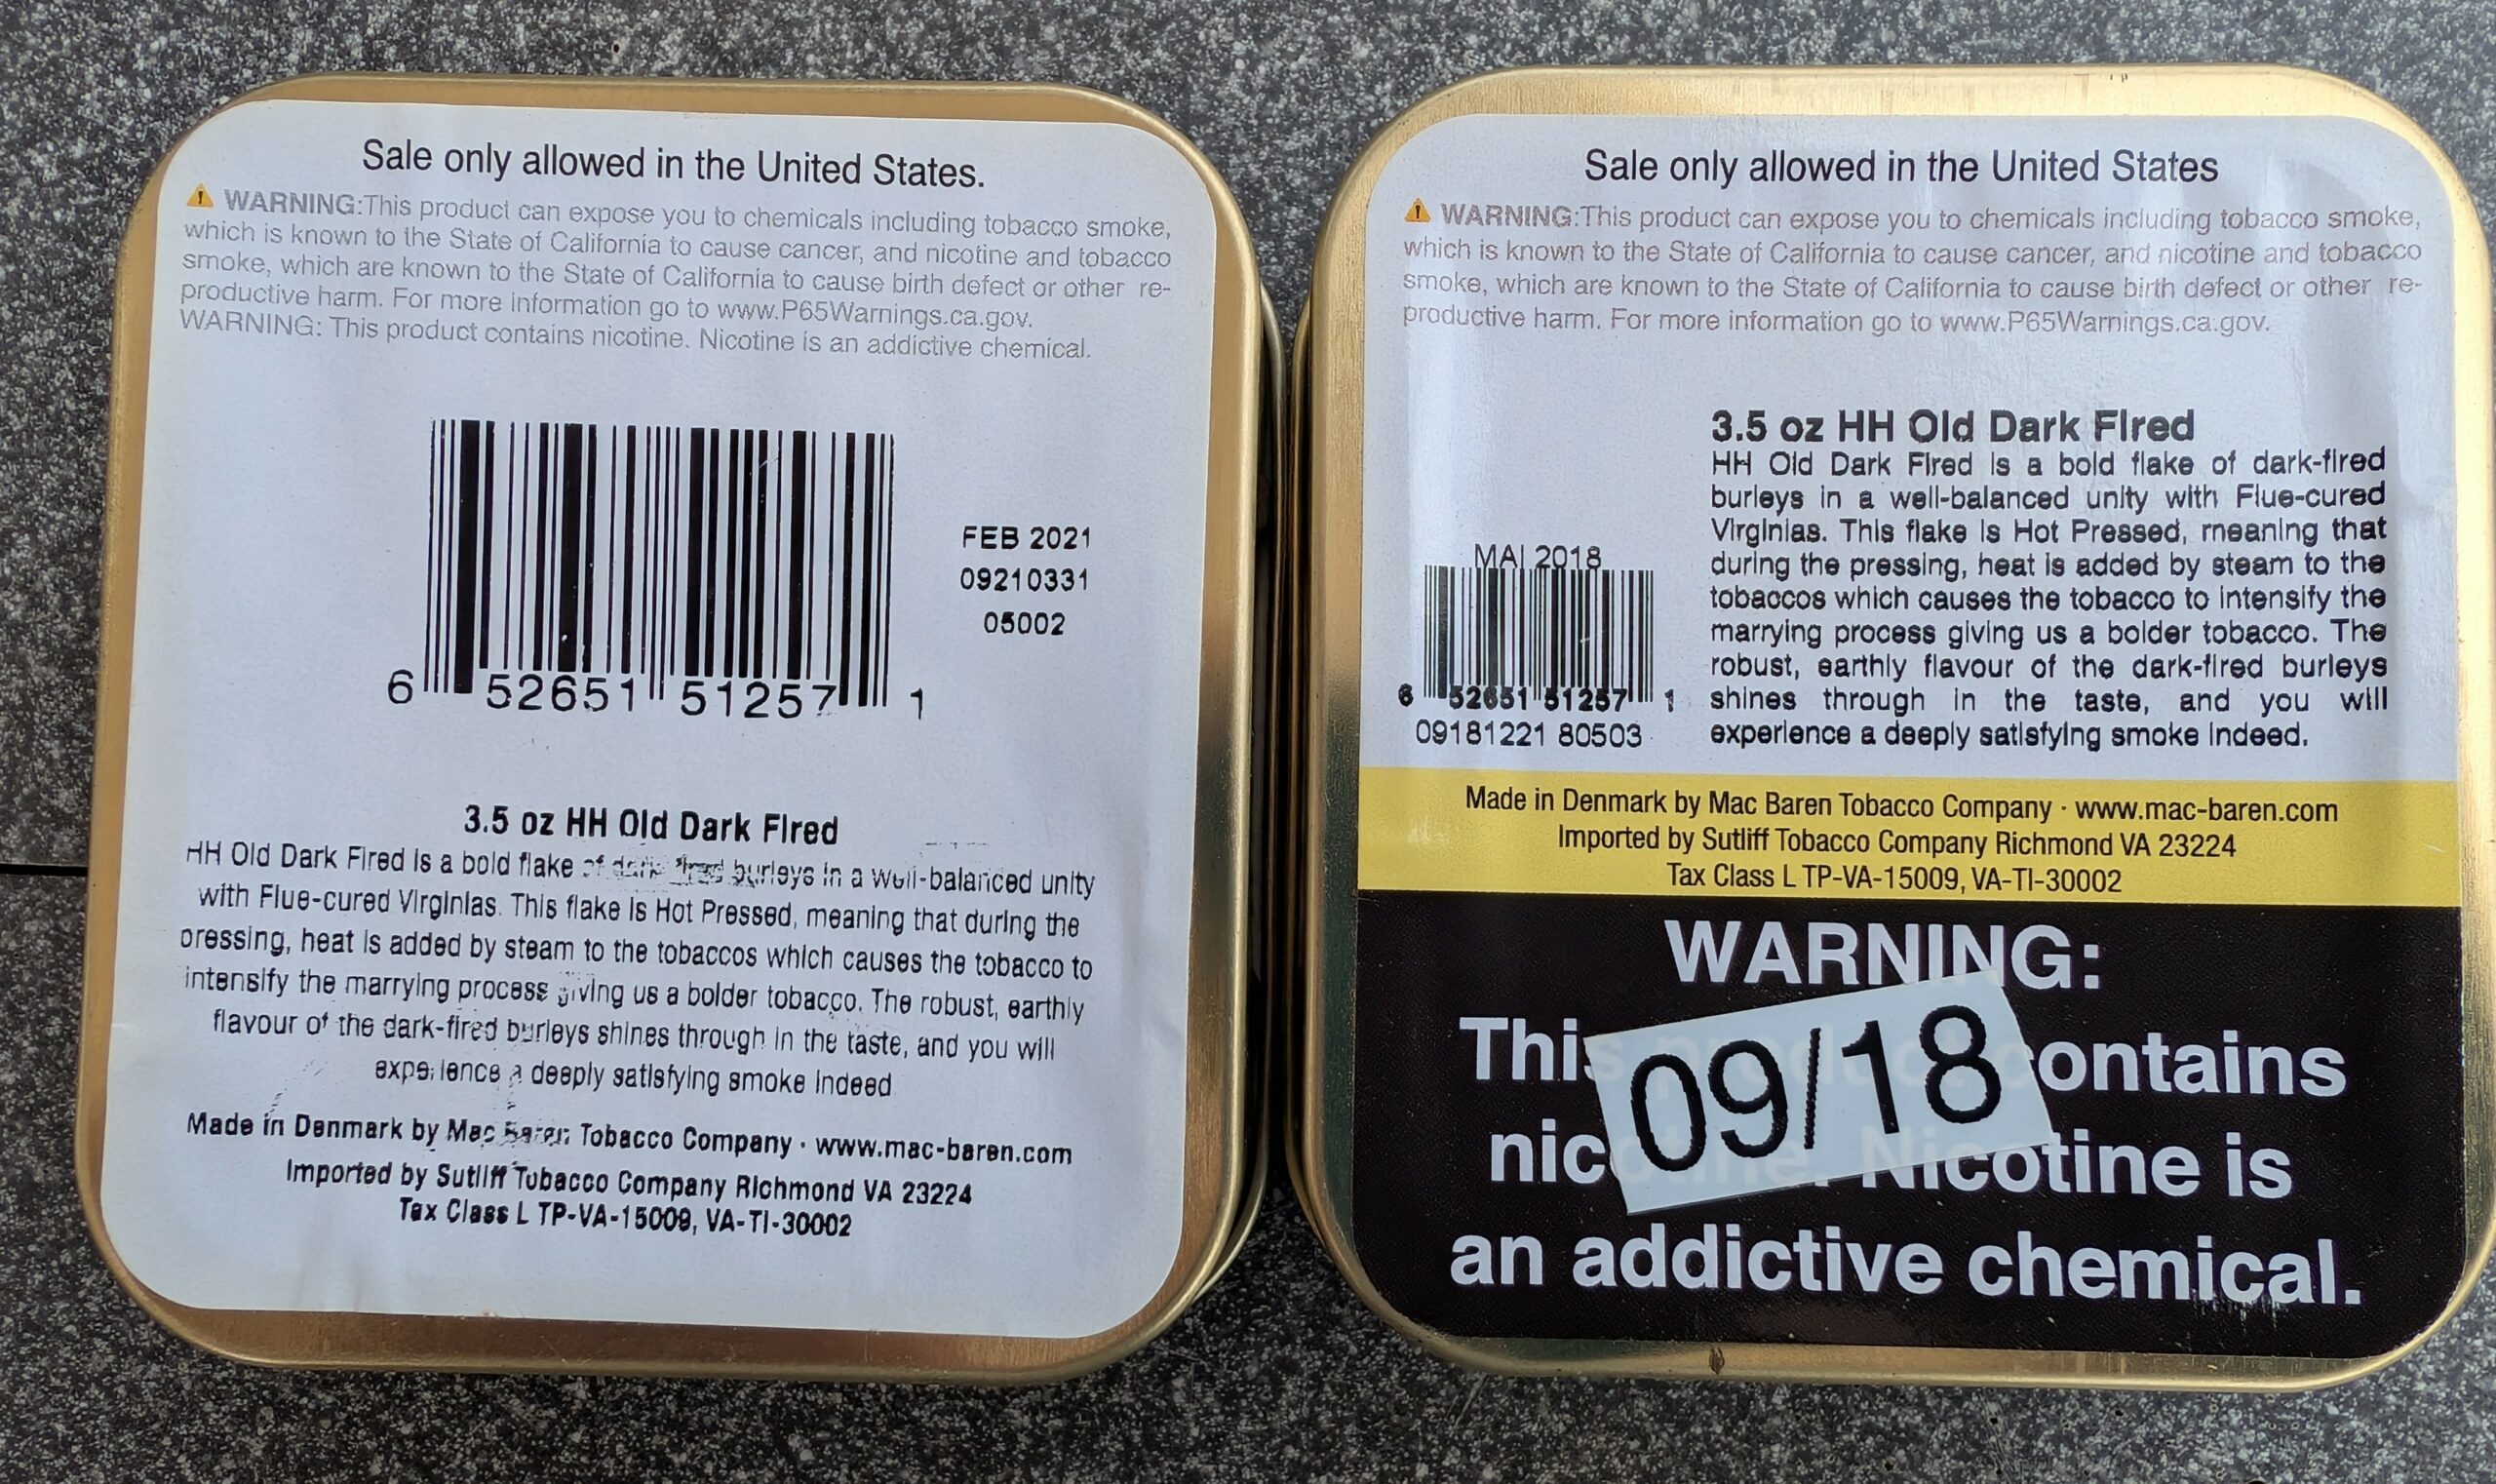 Sale only allowed in the United States.
⚠ WARNING:This product can expose you to chemicals including tobacco smoke,
which is known to the State of California to cause cancer, and nicotine and tobacco
smoke, which are known to the State of California to cause birth defect or other re-
productive harm. For more information go to www.P65Warnings.ca.gov.
WARNING: This product contains nicotine. Nicotine is an addictive chemical.
FEB 2021
09210331
05002
6 52651 51257 1
3.5 oz HH Old Dark Fired
HH Old Dark Fired is a bold flake of dark-fired burleys in a well-balanced unity
with Flue-cured Virginias. This flake is Hot Pressed, meaning that during the
pressing, heat is added by steam to the tobaccos which causes the tobacco to
intensify the marrying process giving us a bolder tobacco. The robust, earthly
flavour of the dark-fired burleys shines through in the taste, and you will
experience a deeply satisfying smoke indeed
Made in Denmark by Mac Baren Tobacco Company · www.mac-baren.com
Imported by Sutliff Tobacco Company Richmond VA 23224
Tax Class L TP-VA-15009, VA-TI-30002
Sale only allowed in the United States
⚠ WARNING:This product can expose you to chemicals including tobacco smoke,
which is known to the State of California to cause cancer, and nicotine and tobacco
smoke, which are known to the State of California to cause birth defect or other re-
productive harm. For more information go to www.P65Warnings.ca.gov.
3.5 oz HH Old Dark Fired
HH Old Dark Fired is a bold flake of dark-fired
burleys in a well-balanced unity with Flue-cured
Virginias. This flake is Hot Pressed, meaning that
during the pressing, heat is added by steam to the
tobaccos which causes the tobacco to intensify the
marrying process giving us a bolder tobacco. The
robust, earthly flavour of the dark-fired burleys
shines through in the taste, and you will
experience a deeply satisfying smoke indeed.
MAI 2018
6 52651 51257 1
09181221 80503
Made in Denmark by Mac Baren Tobacco Company · www.mac-baren.com
Imported by Sutliff Tobacco Company Richmond VA 23224
Tax Class L TP-VA-15009, VA-TI-30002
WARNING:
This product contains
nicotine. Nicotine is
an addictive chemical.
09/18